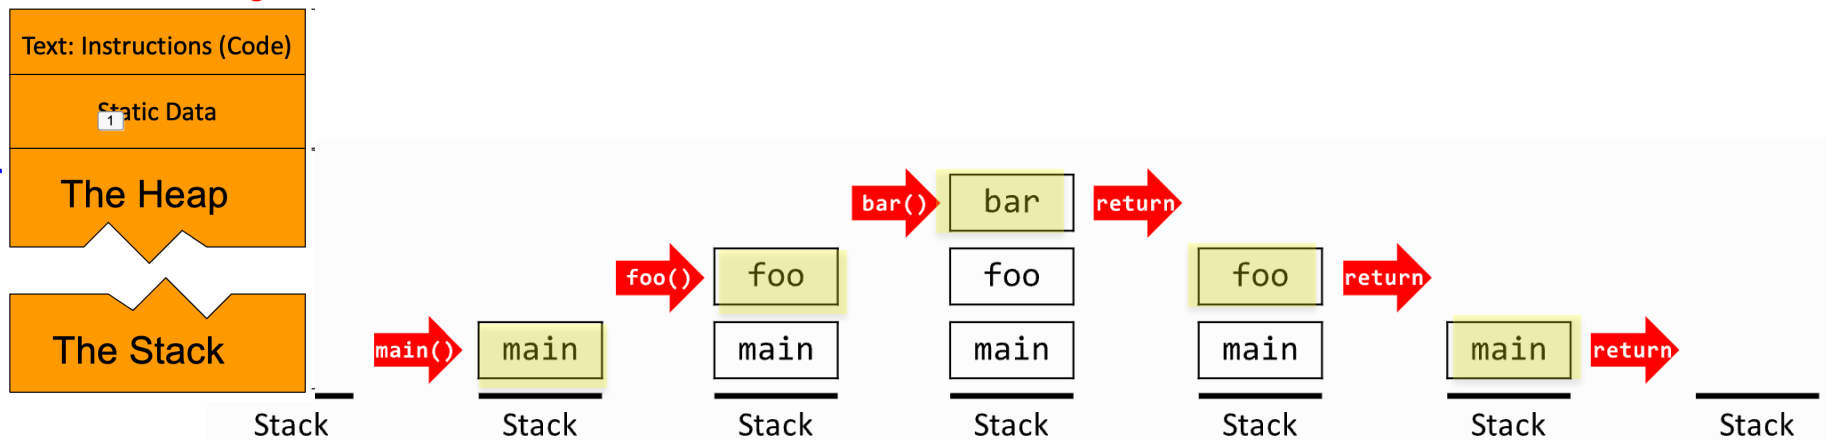 Text: Instructions (Code)
Static Data
1
The Heap
The Stack
bar()
bar
return
foo()
foo
foo
foo
return
main()
main
main
main
main
main
return
Stack
Stack
Stack
Stack
Stack
Stack
Stack